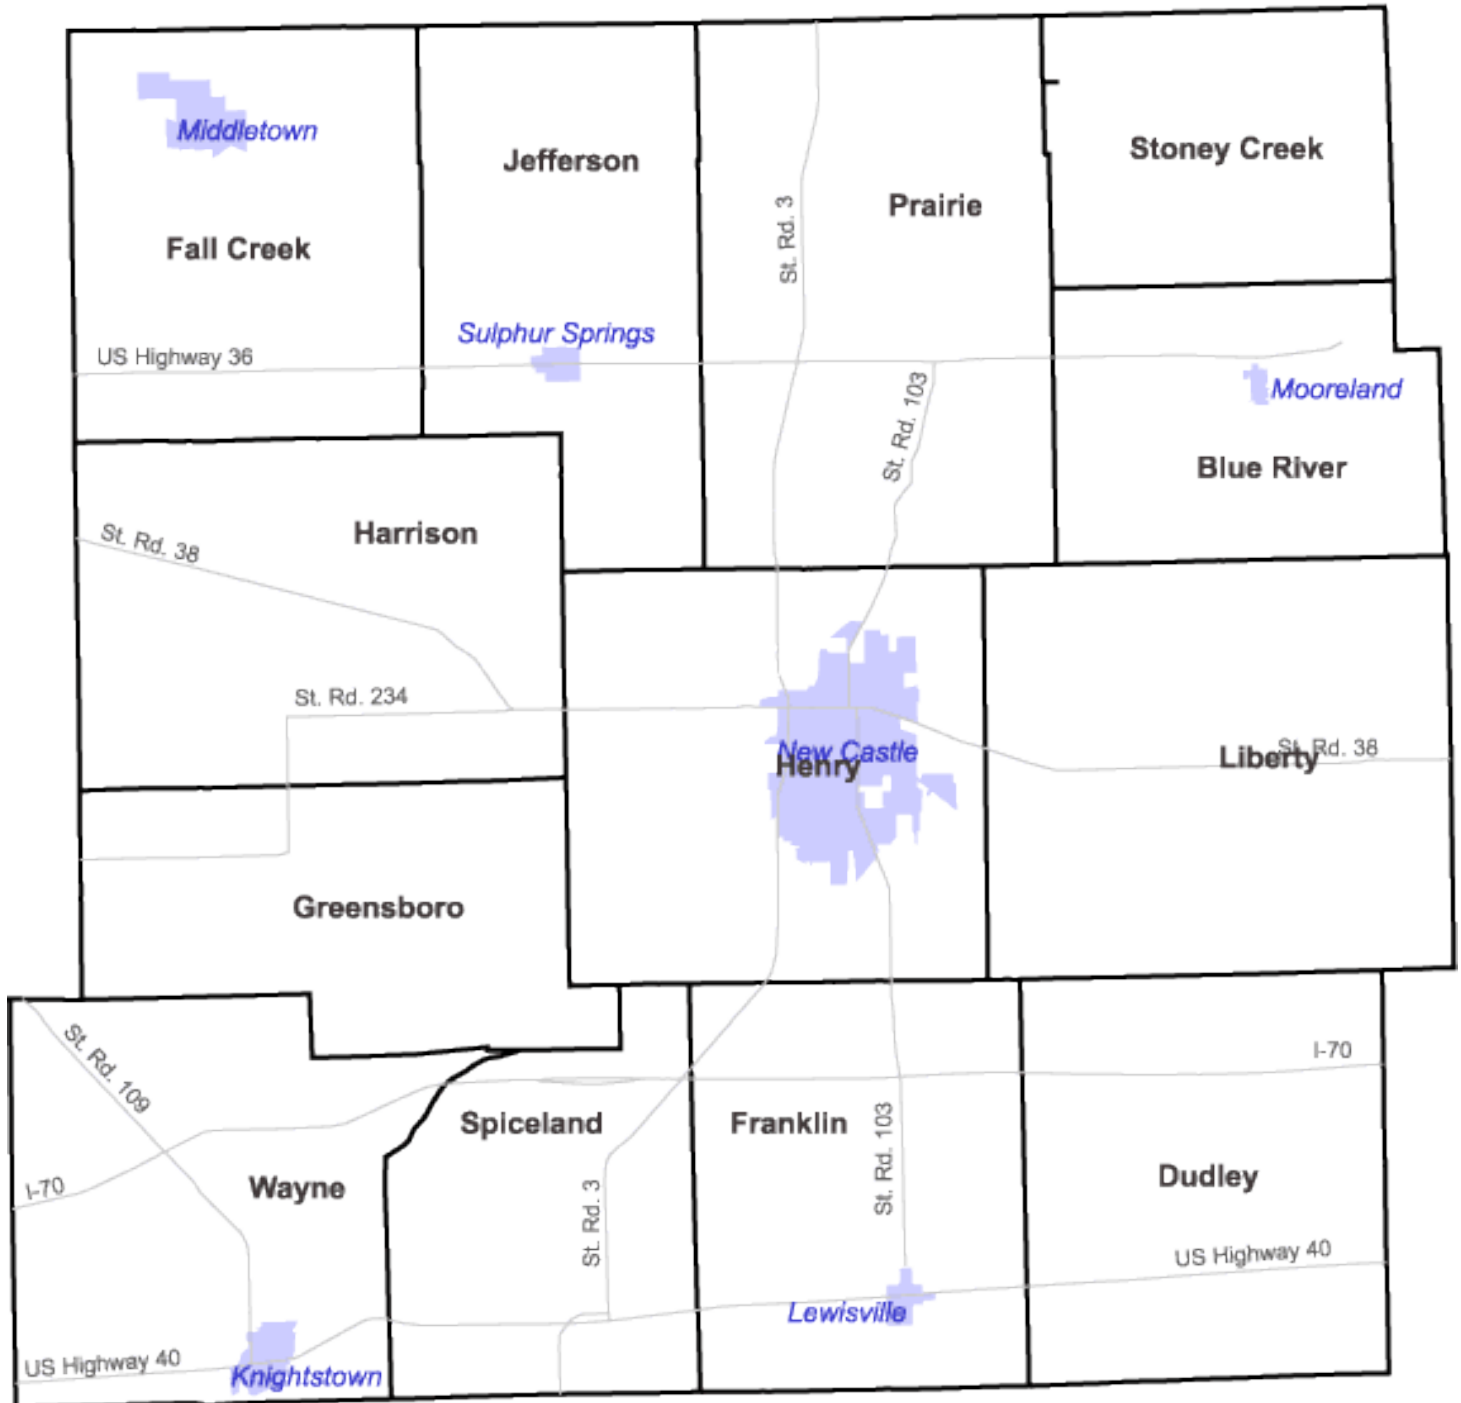 Middletown
Stoney Creek
Jefferson
Prairie
St. Rd. 3
Fall Creek
Sulphur Springs
US Highway 36
Mooreland
St. Rd. 103
Blue River
Harrison
St. Rd. 38
St. Rd. 234
New Castle
Henry
St. Rd. 38
Liberty
Greensboro
I-70
St. Rd. 109
Spiceland
Franklin
St. Rd. 103
Dudley
I-70
Wayne
St. Rd. 3
US Highway 40
Lewisville
US Highway 40
Knightstown